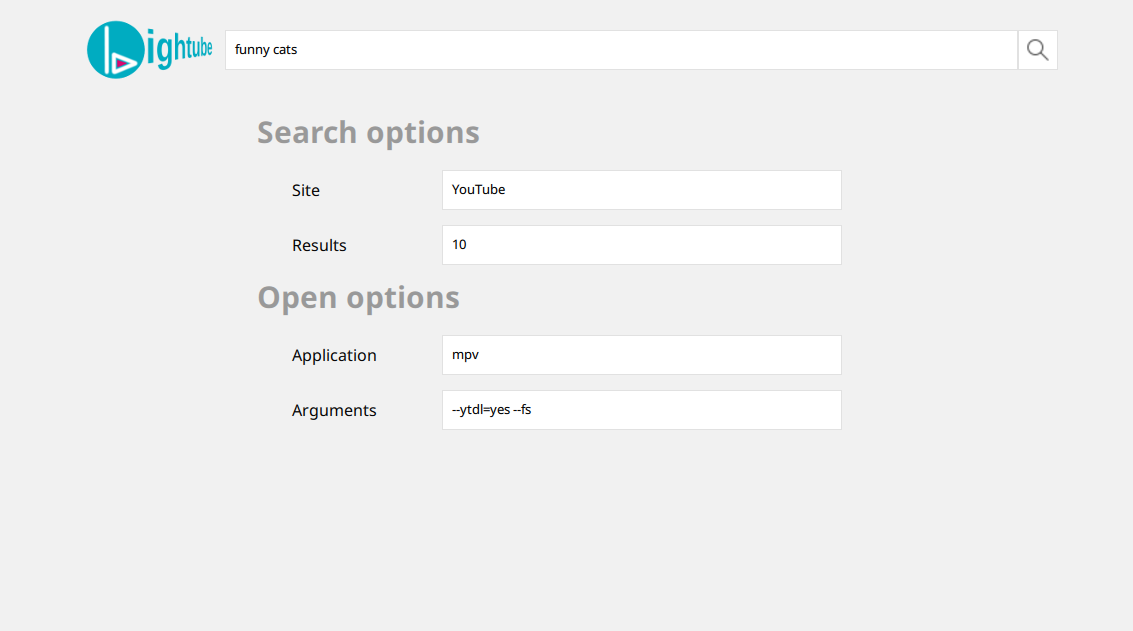 lightube
funny cats
Search options
Site
YouTube
Results
10
Open options
Application
mpv
Arguments
--ytdl=yes --fs